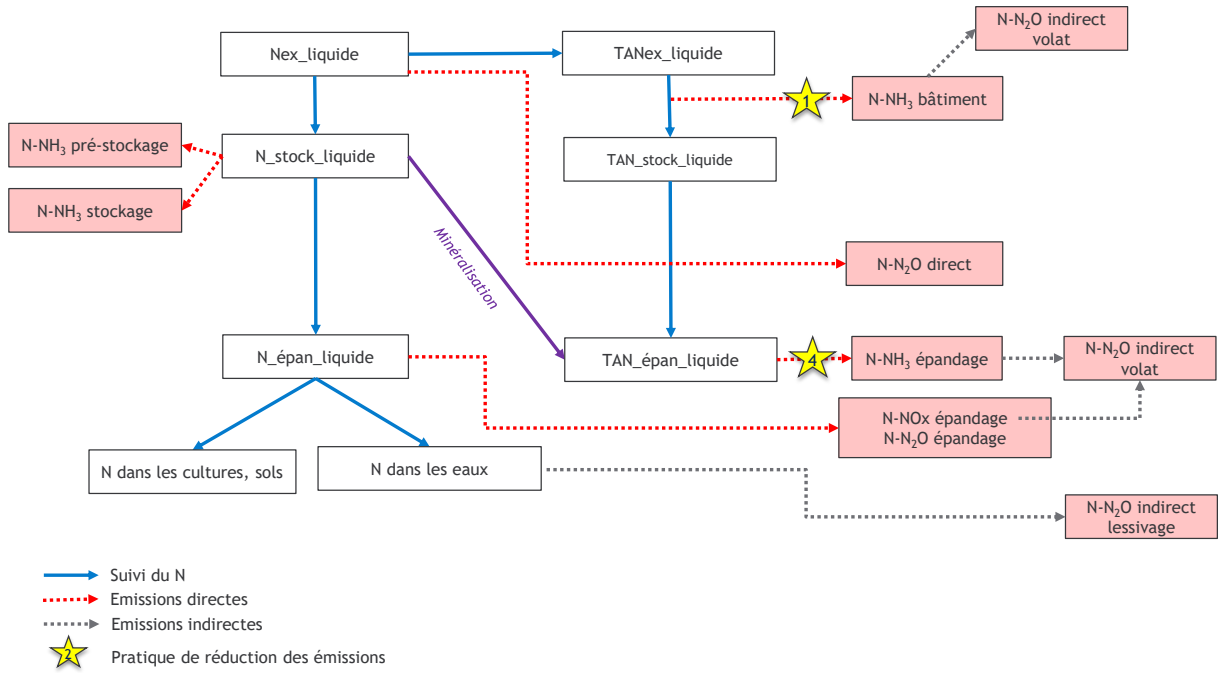 N-N₂O indirect
volat
Nex_liquide
TANex_liquide
1
N-NH₃ bâtiment
N-NH₃ pré-stockage
N_stock_liquide
TAN_stock_liquide
N-NH₃ stockage
Minéralisation
N-N₂O direct
N_épan_liquide
TAN_épan_liquide
4
N-NH₃ épandage
N-N₂O indirect
volat
N-NOx épandage
N-N₂O épandage
N dans les cultures, sols
N dans les eaux
N-N₂O indirect
lessivage
Suivi du N
Emissions directes
Emissions indirectes
2
Pratique de réduction des émissions